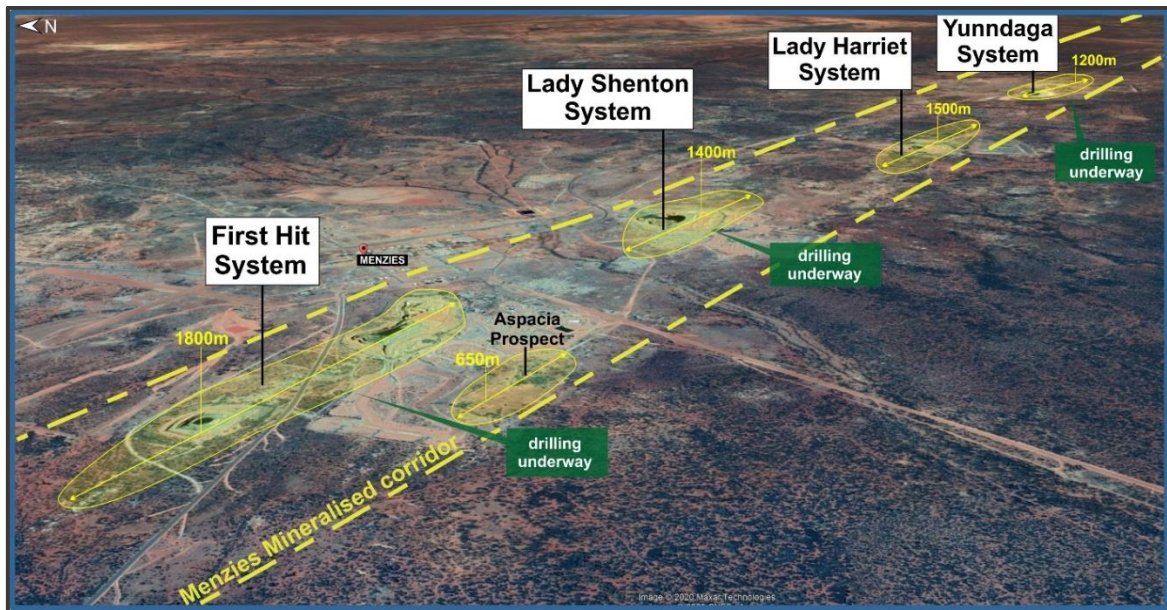 N
Yunndaga
System
1200m
Lady Harriet
System
1500m
drilling
underway
Lady Shenton
System
1400m
drilling
underway
First Hit
System
MENZIES
1800m
Aspacia
Prospect
650m
drilling
underway
Menzies Mineralised corridor
Image © 2020 Maxar Technologies